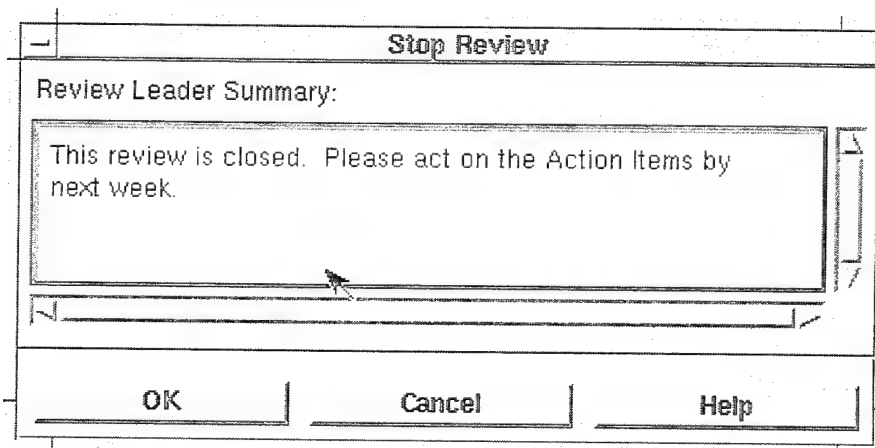 Stop Review
Review Leader Summary:
This review is closed.  Please act on the Action Items by
next week.
OK Cancel Help